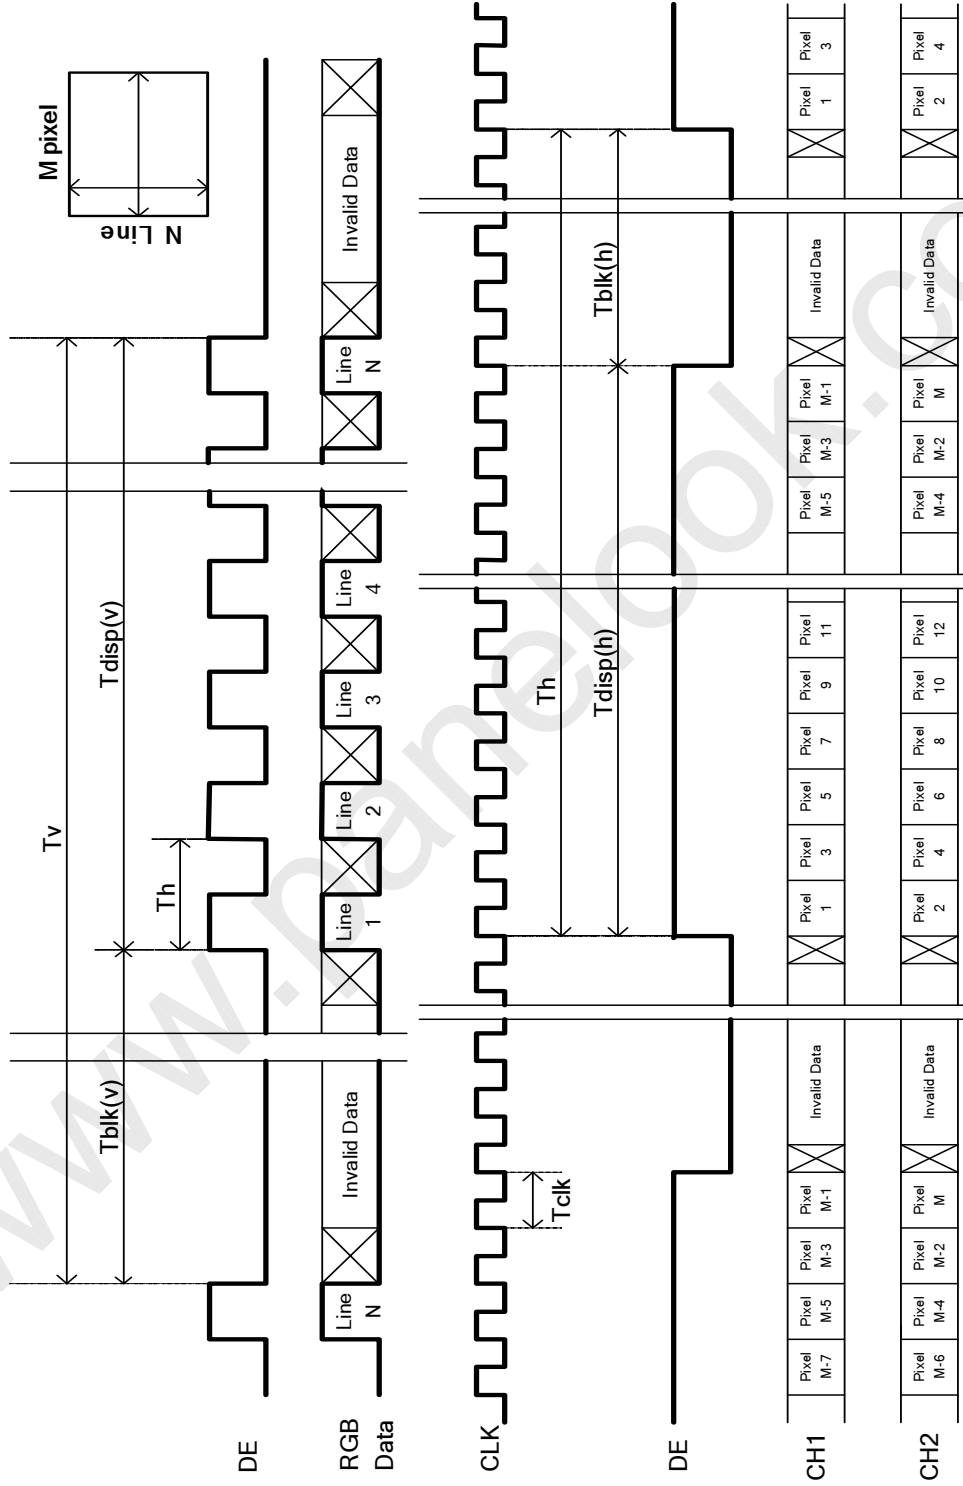 M pixel
N Line
Tv
Tblk(v)
Tdisp(v)
Th
DE
RGB
Data
Line
N
Invalid Data
Line
1
Line
2
Line
3
Line
4
Line
N
Invalid Data
CLK
Tclk
Th
Tdisp(h)
Tblk(h)
DE
CH1
Pixel
M-7
Pixel
M-5
Pixel
M-3
Pixel
M-1
Invalid Data
Pixel
1
Pixel
3
Pixel
5
Pixel
7
Pixel
9
Pixel
11
Pixel
M-5
Pixel
M-3
Pixel
M-1
Invalid Data
Pixel
1
Pixel
3
CH2
Pixel
M-6
Pixel
M-4
Pixel
M-2
Pixel
M
Invalid Data
Pixel
2
Pixel
4
Pixel
6
Pixel
8
Pixel
10
Pixel
12
Pixel
M-4
Pixel
M-2
Pixel
M
Invalid Data
Pixel
2
Pixel
4
www.panelook.co